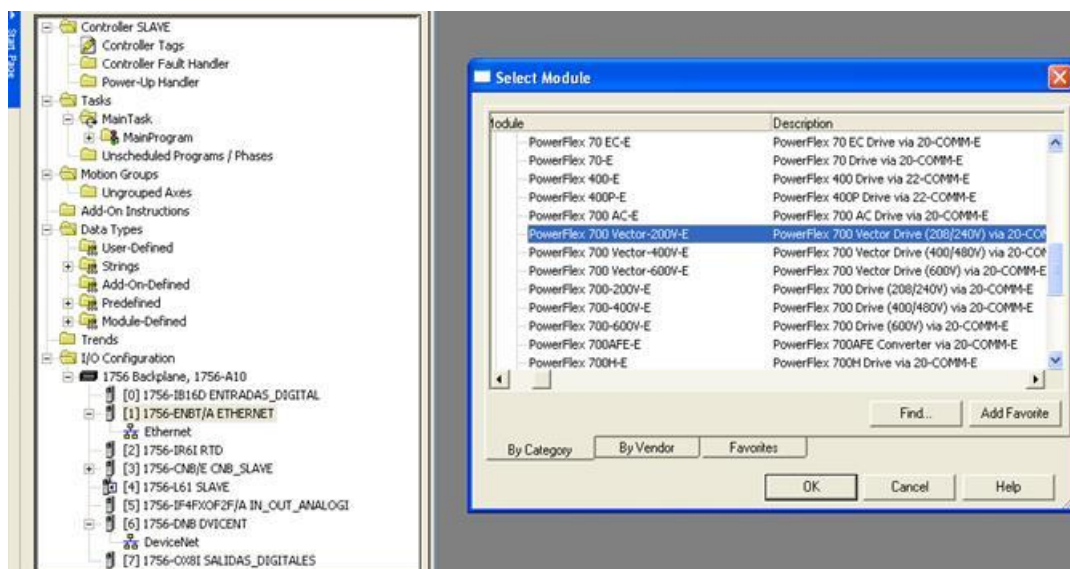 Start Page
Controller SLAVE
Controller Tags
Controller Fault Handler
Power-Up Handler
Tasks
MainTask
MainProgram
Unscheduled Programs / Phases
Motion Groups
Ungrouped Axes
Add-On Instructions
Data Types
User-Defined
Strings
Add-On-Defined
Predefined
Module-Defined
Trends
I/O Configuration
1756 Backplane, 1756-A10
[0] 1756-IB16D ENTRADAS_DIGITAL
[1] 1756-ENBT/A ETHERNET
Ethernet
[2] 1756-IR6I RTD
[3] 1756-CNB/E CNB_SLAVE
[4] 1756-L61 SLAVE
[5] 1756-IF4FXOF2F/A IN_OUT_ANALOGI
[6] 1756-DNB DVICENT
DeviceNet
[7] 1756-OX8I SALIDAS_DIGITALES
Select Module
Module Description
PowerFlex 70 EC-E PowerFlex 70 EC Drive via 20-COMM-E
PowerFlex 70-E PowerFlex 70 Drive via 20-COMM-E
PowerFlex 400-E PowerFlex 400 Drive via 22-COMM-E
PowerFlex 400P-E PowerFlex 400P Drive via 22-COMM-E
PowerFlex 700 AC-E PowerFlex 700 AC Drive via 20-COMM-E
PowerFlex 700 Vector-200V-E PowerFlex 700 Vector Drive (208/240V) via 20-COM
PowerFlex 700 Vector-400V-E PowerFlex 700 Vector Drive (400/480V) via 20-COM
PowerFlex 700 Vector-600V-E PowerFlex 700 Vector Drive (600V) via 20-COMM-E
PowerFlex 700-200V-E PowerFlex 700 Drive (208/240V) via 20-COMM-E
PowerFlex 700-400V-E PowerFlex 700 Drive (400/480V) via 20-COMM-E
PowerFlex 700-600V-E PowerFlex 700 Drive (600V) via 20-COMM-E
PowerFlex 700AFE-E PowerFlex 700AFE Converter via 20-COMM-E
PowerFlex 700H-E PowerFlex 700H Drive via 20-COMM-E
Find... Add Favorite
By Category By Vendor Favorites
OK Cancel Help